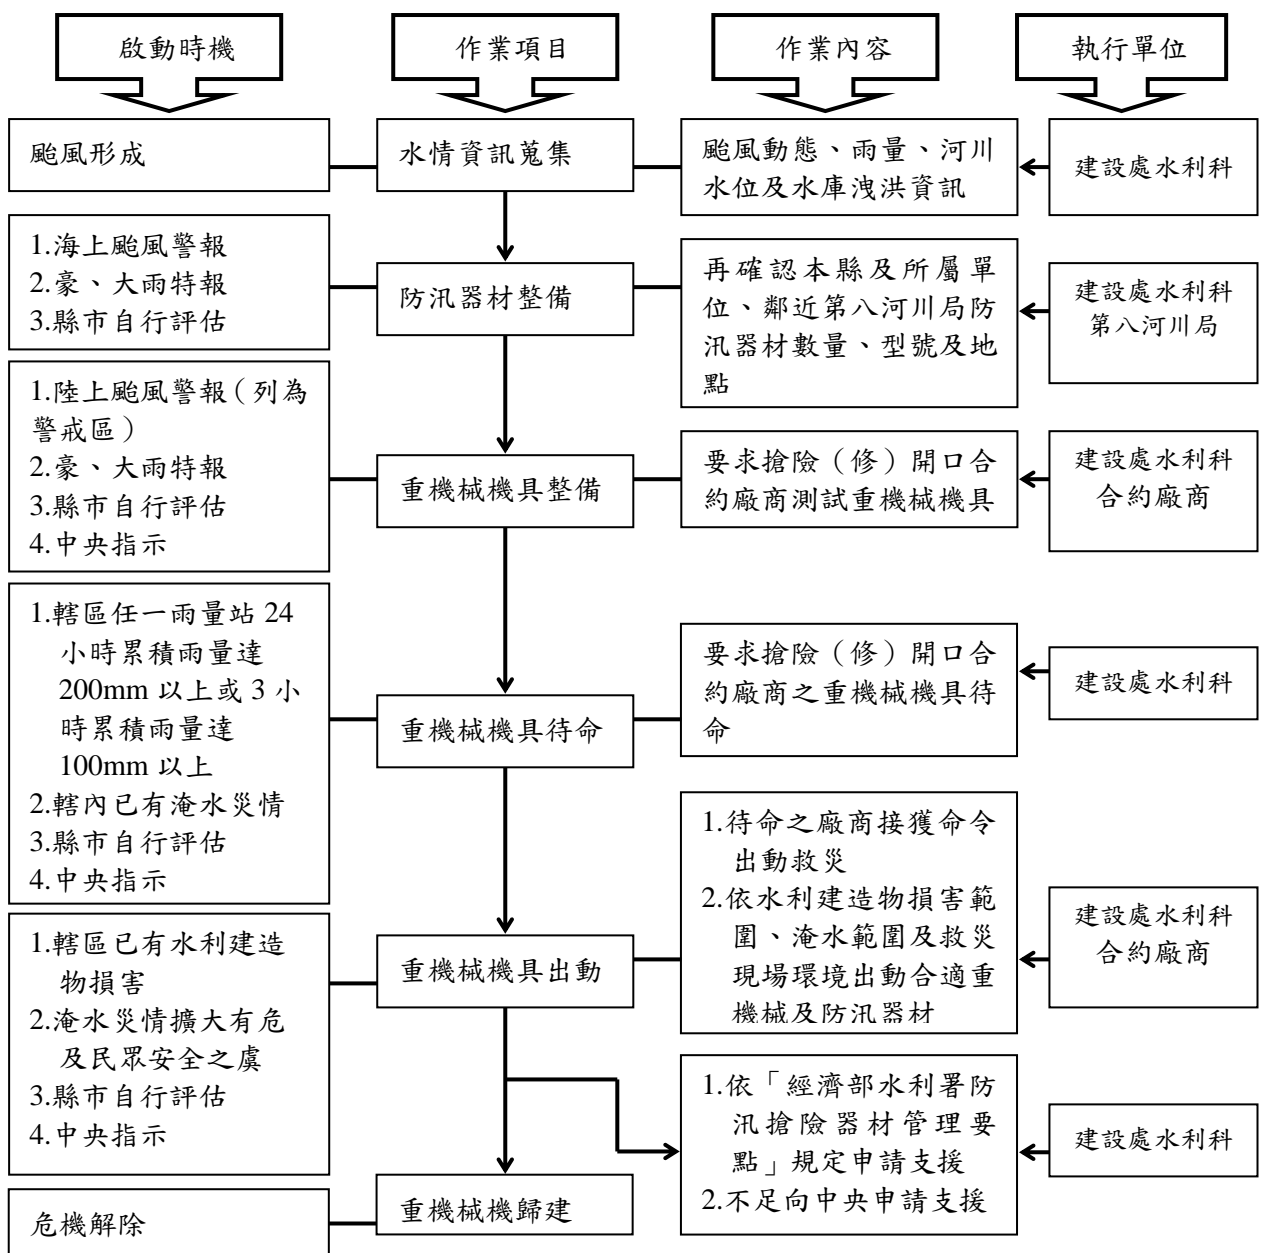 啟動時機
作業項目
作業內容
執行單位
颱風形成
水情資訊蒐集
颱風動態、雨量、河川
水位及水庫洩洪資訊
建設處水利科
1.海上颱風警報
2.豪、大雨特報
3.縣市自行評估
防汛器材整備
再確認本縣及所屬單
位、鄰近第八河川局防
汛器材數量、型號及地
點
建設處水利科
第八河川局
1.陸上颱風警報（列為
警戒區）
2.豪、大雨特報
3.縣市自行評估
4.中央指示
重機械機具整備
要求搶險（修）開口合
約廠商測試重機械機具
建設處水利科
合約廠商
1.轄區任一雨量站 24
小時累積雨量達
200mm 以上或 3 小
時累積雨量達
100mm 以上
2.轄內已有淹水災情
3.縣市自行評估
4.中央指示
重機械機具待命
要求搶險（修）開口合
約廠商之重機械機具待
命
建設處水利科
1.轄區已有水利建造
物損害
2.淹水災情擴大有危
及民眾安全之虞
3.縣市自行評估
4.中央指示
重機械機具出動
1.待命之廠商接獲命令
出動救災
2.依水利建造物損害範
圍、淹水範圍及救災
現場環境出動合適重
機械及防汛器材
建設處水利科
合約廠商
1.依「經濟部水利署防
汛搶險器材管理要
點」規定申請支援
2.不足向中央申請支援
建設處水利科
危機解除
重機械機歸建